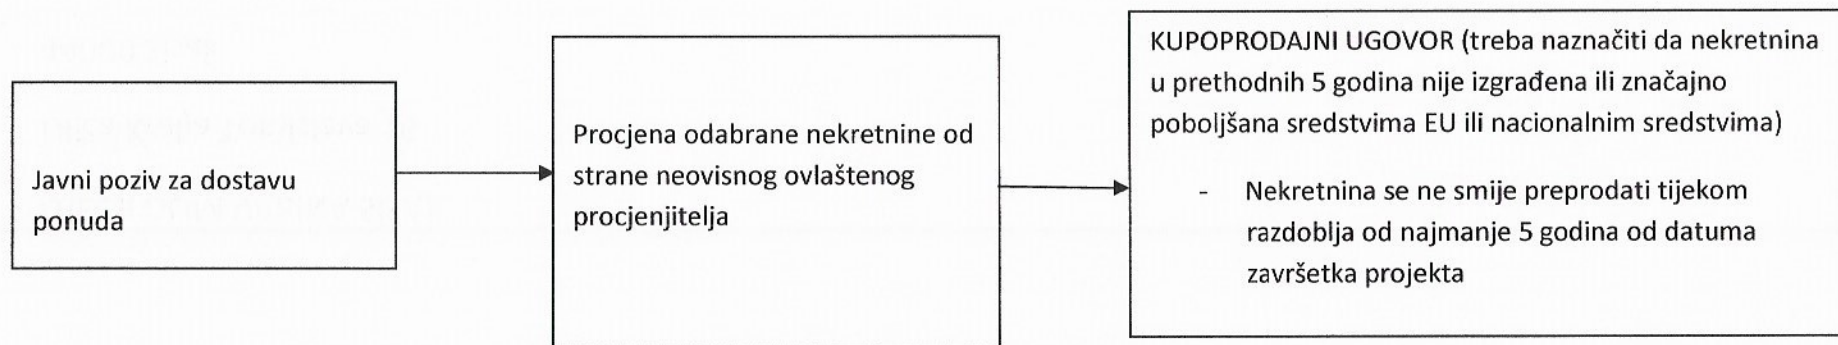 Javni poziv za dostavu
ponuda
Procjena odabrane nekretnine od
strane neovisnog ovlaštenog
procjenitelja
KUPOPRODAJNI UGOVOR (treba naznačiti da nekretnina
u prethodnih 5 godina nije izgrađena ili značajno
poboljšana sredstvima EU ili nacionalnim sredstvima)
- Nekretnina se ne smije preprodati tijekom
razdoblja od najmanje 5 godina od datuma
završetka projekta